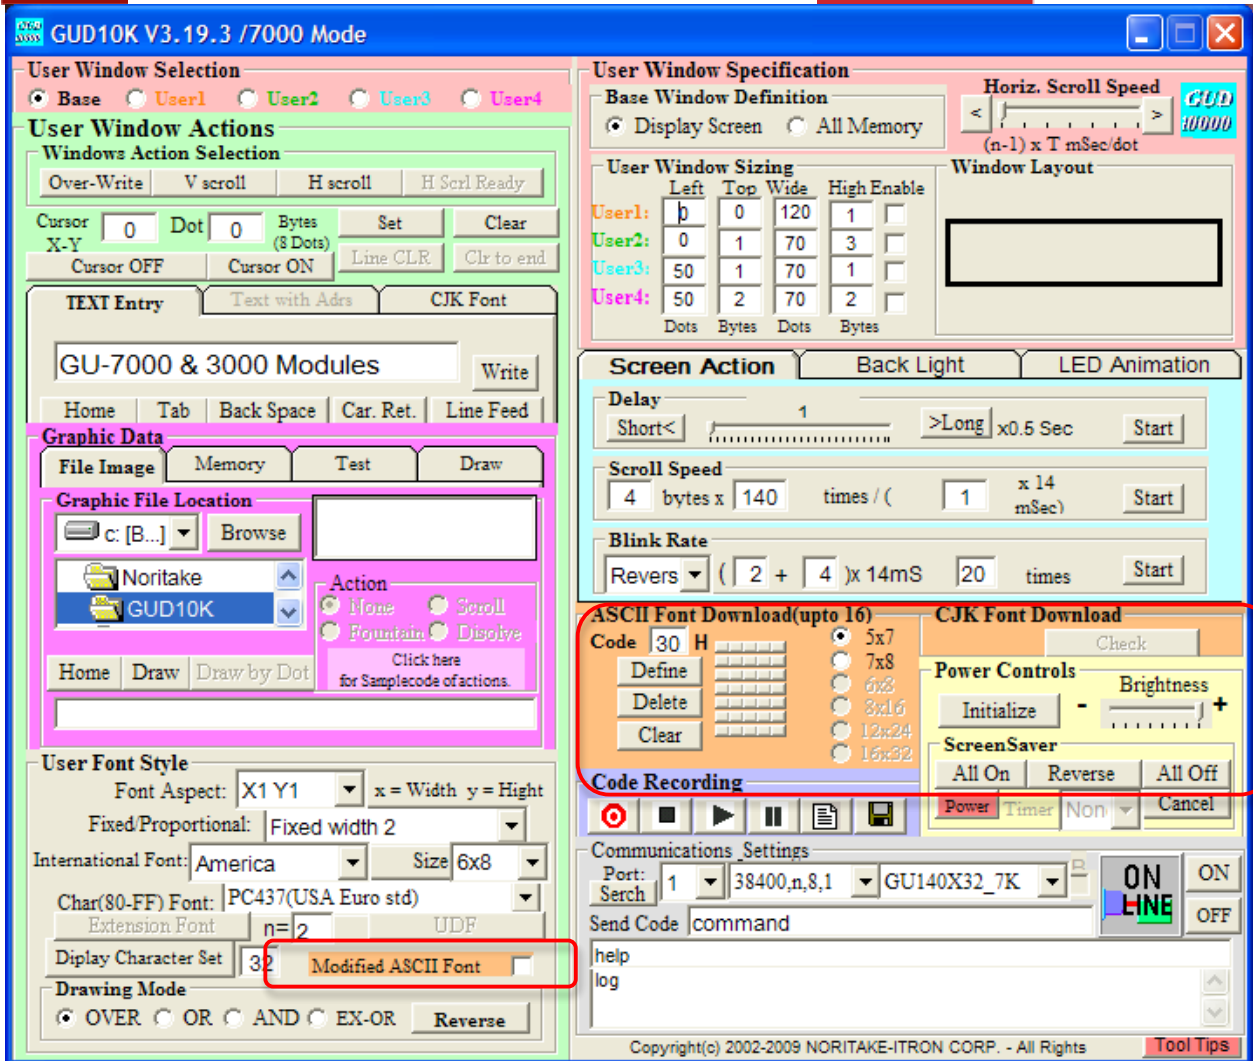 GUD10K V3.19.3 /7000 Mode
User Window Selection
Base User1 User2 User3 User4
User Window Actions
Windows Action Selection
Over-Write V scroll H scroll H Scrl Ready
Cursor X-Y 0 Dot 0 Bytes (8 Dots) Set Clear
Cursor OFF Cursor ON Line CLR Clr to end
TEXT Entry Text with Adrs CJK Font
GU-7000 & 3000 Modules Write
Home Tab Back Space Car. Ret. Line Feed
Graphic Data
File Image Memory Test Draw
Graphic File Location
c: [B...] Browse
Noritake
GUD10K
Action
None Scroll
Fountain Disolve
Click here
for Samplecode of actions.
Home Draw Draw by Dot
User Font Style
Font Aspect: X1 Y1 x = Width y = Hight
Fixed/Proportional: Fixed width 2
International Font: America Size 6x8
Char(80-FF) Font: PC437(USA Euro std)
Extension Font n= 2 UDF
Diplay Character Set 32 Modified ASCII Font
Drawing Mode
OVER OR AND EX-OR Reverse
User Window Specification
Base Window Definition
Display Screen All Memory
Horiz. Scroll Speed
< >
(n-1) x T mSec/dot
GUD
10000
User Window Sizing
Left Top Wide High Enable
User1: 0 0 120 1
User2: 0 1 70 3
User3: 50 1 70 1
User4: 50 2 70 2
Dots Bytes Dots Bytes
Window Layout
Screen Action Back Light LED Animation
Delay
Short< 1 >Long x0.5 Sec Start
Scroll Speed
4 bytes x 140 times / ( 1 x 14 mSec) Start
Blink Rate
Revers ( 2 + 4 )x 14mS 20 times Start
ASCII Font Download(upto 16)
Code 30 H
Define
Delete
Clear
5x7
7x8
6x8
8x16
12x24
16x32
CJK Font Download
Check
Power Controls
Initialize - Brightness +
ScreenSaver
All On Reverse All Off
Power Timer Non Cancel
Code Recording
Communications _Settings
Port: 1 38400,n,8,1 GU140X32_7K
Serch
ON LINE
ON
OFF
Send Code command
help
log
Copyright(c) 2002-2009 NORITAKE-ITRON CORP. - All Rights
Tool Tips